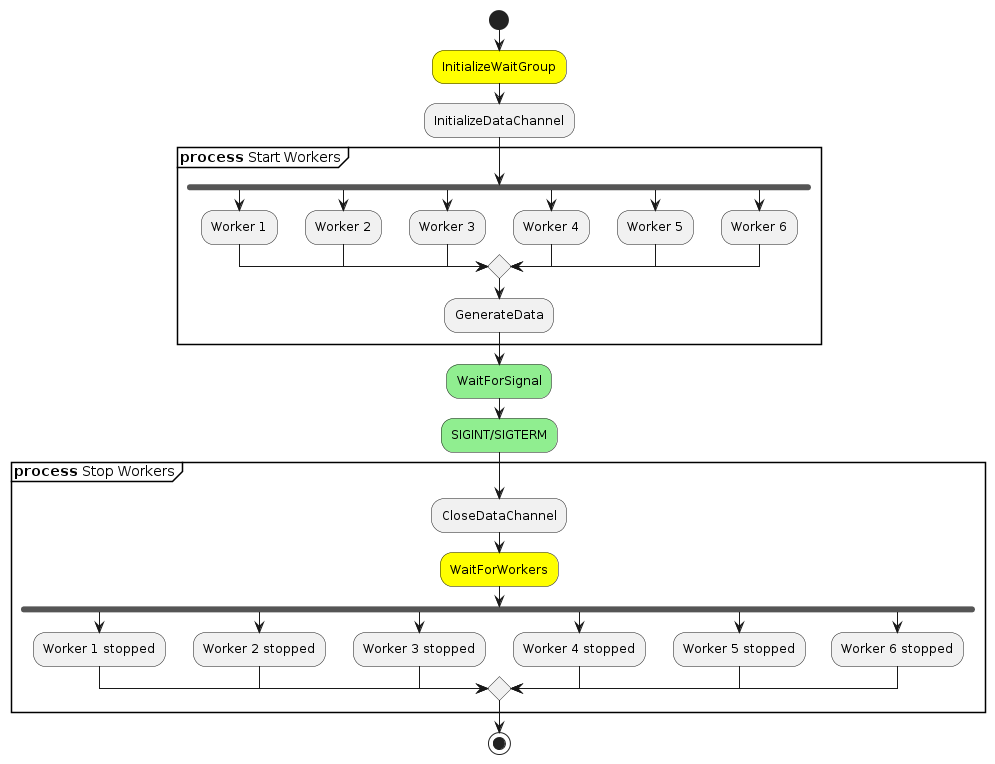 InitializeWaitGroup
InitializeDataChannel
process Start Workers
Worker 1
Worker 2
Worker 3
Worker 4
Worker 5
Worker 6
GenerateData
WaitForSignal
SIGINT/SIGTERM
process Stop Workers
CloseDataChannel
WaitForWorkers
Worker 1 stopped
Worker 2 stopped
Worker 3 stopped
Worker 4 stopped
Worker 5 stopped
Worker 6 stopped